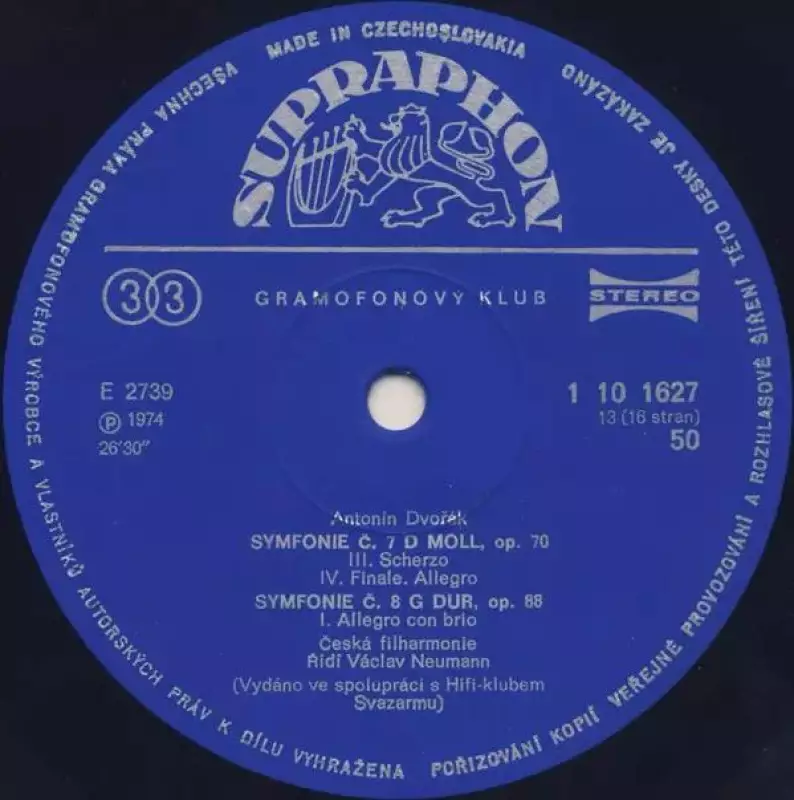 MADE IN CZECHOSLOVAKIA
SUPRAPHON
33
GRAMOFONOVÝ KLUB
STEREO
E 2739
1 10 1627
Ⓟ 1974
13 (16 stran)
26'30"
50
Antonín Dvořák
SYMFONIE Č. 7 D MOLL, op. 70
III. Scherzo
IV. Finale. Allegro
SYMFONIE Č. 8 G DUR, op. 88
I. Allegro con brio
Česká filharmonie
Řídí Václav Neumann
(Vydáno ve spolupráci s Hifi-klubem
Svazarmu)
VŠECHNA PRÁVA GRAMOFONOVÉHO VÝROBCE A VLASTNÍKŮ AUTORSKÝCH PRÁV K DÍLU VYHRAŽENA POŘIZOVÁNÍ KOPIÍ VEŘEJNÉ PROVOZOVÁNÍ A ROZHLASOVÉ ŠÍŘENÍ TÉTO DESKY JE ZAKÁZÁNO